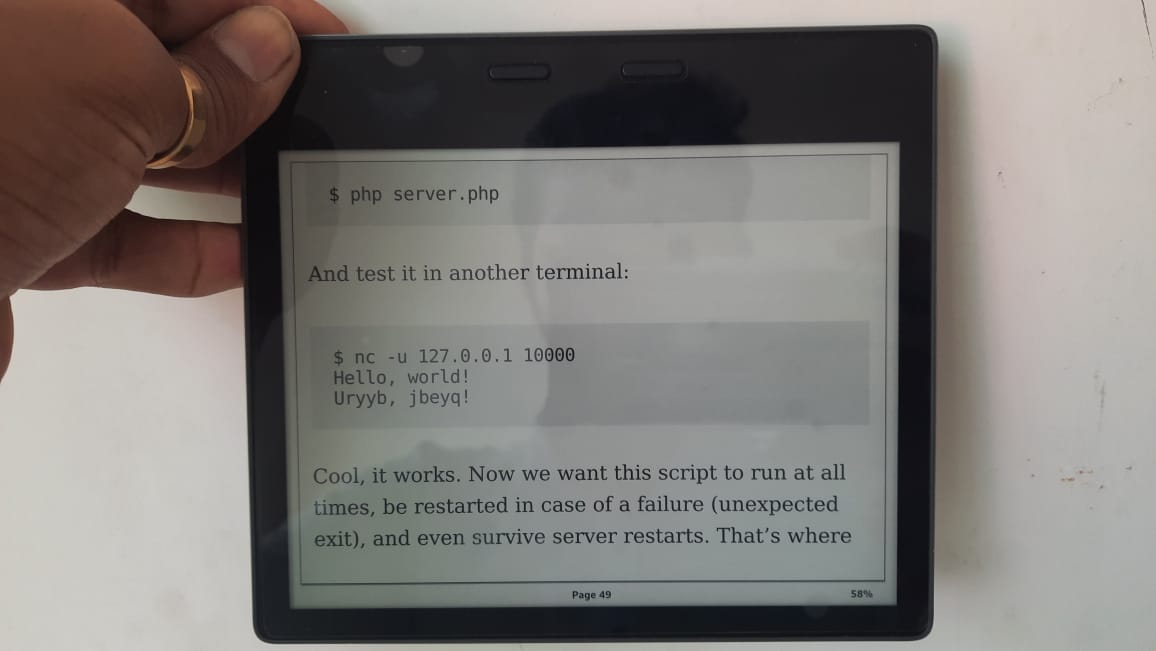 $ php server.php
And test it in another terminal:
$ nc -u 127.0.0.1 10000
Hello, world!
Uryyb, jbeyq!
Cool, it works. Now we want this script to run at all
times, be restarted in case of a failure (unexpected
exit), and even survive server restarts. That’s where
Page 49
58%